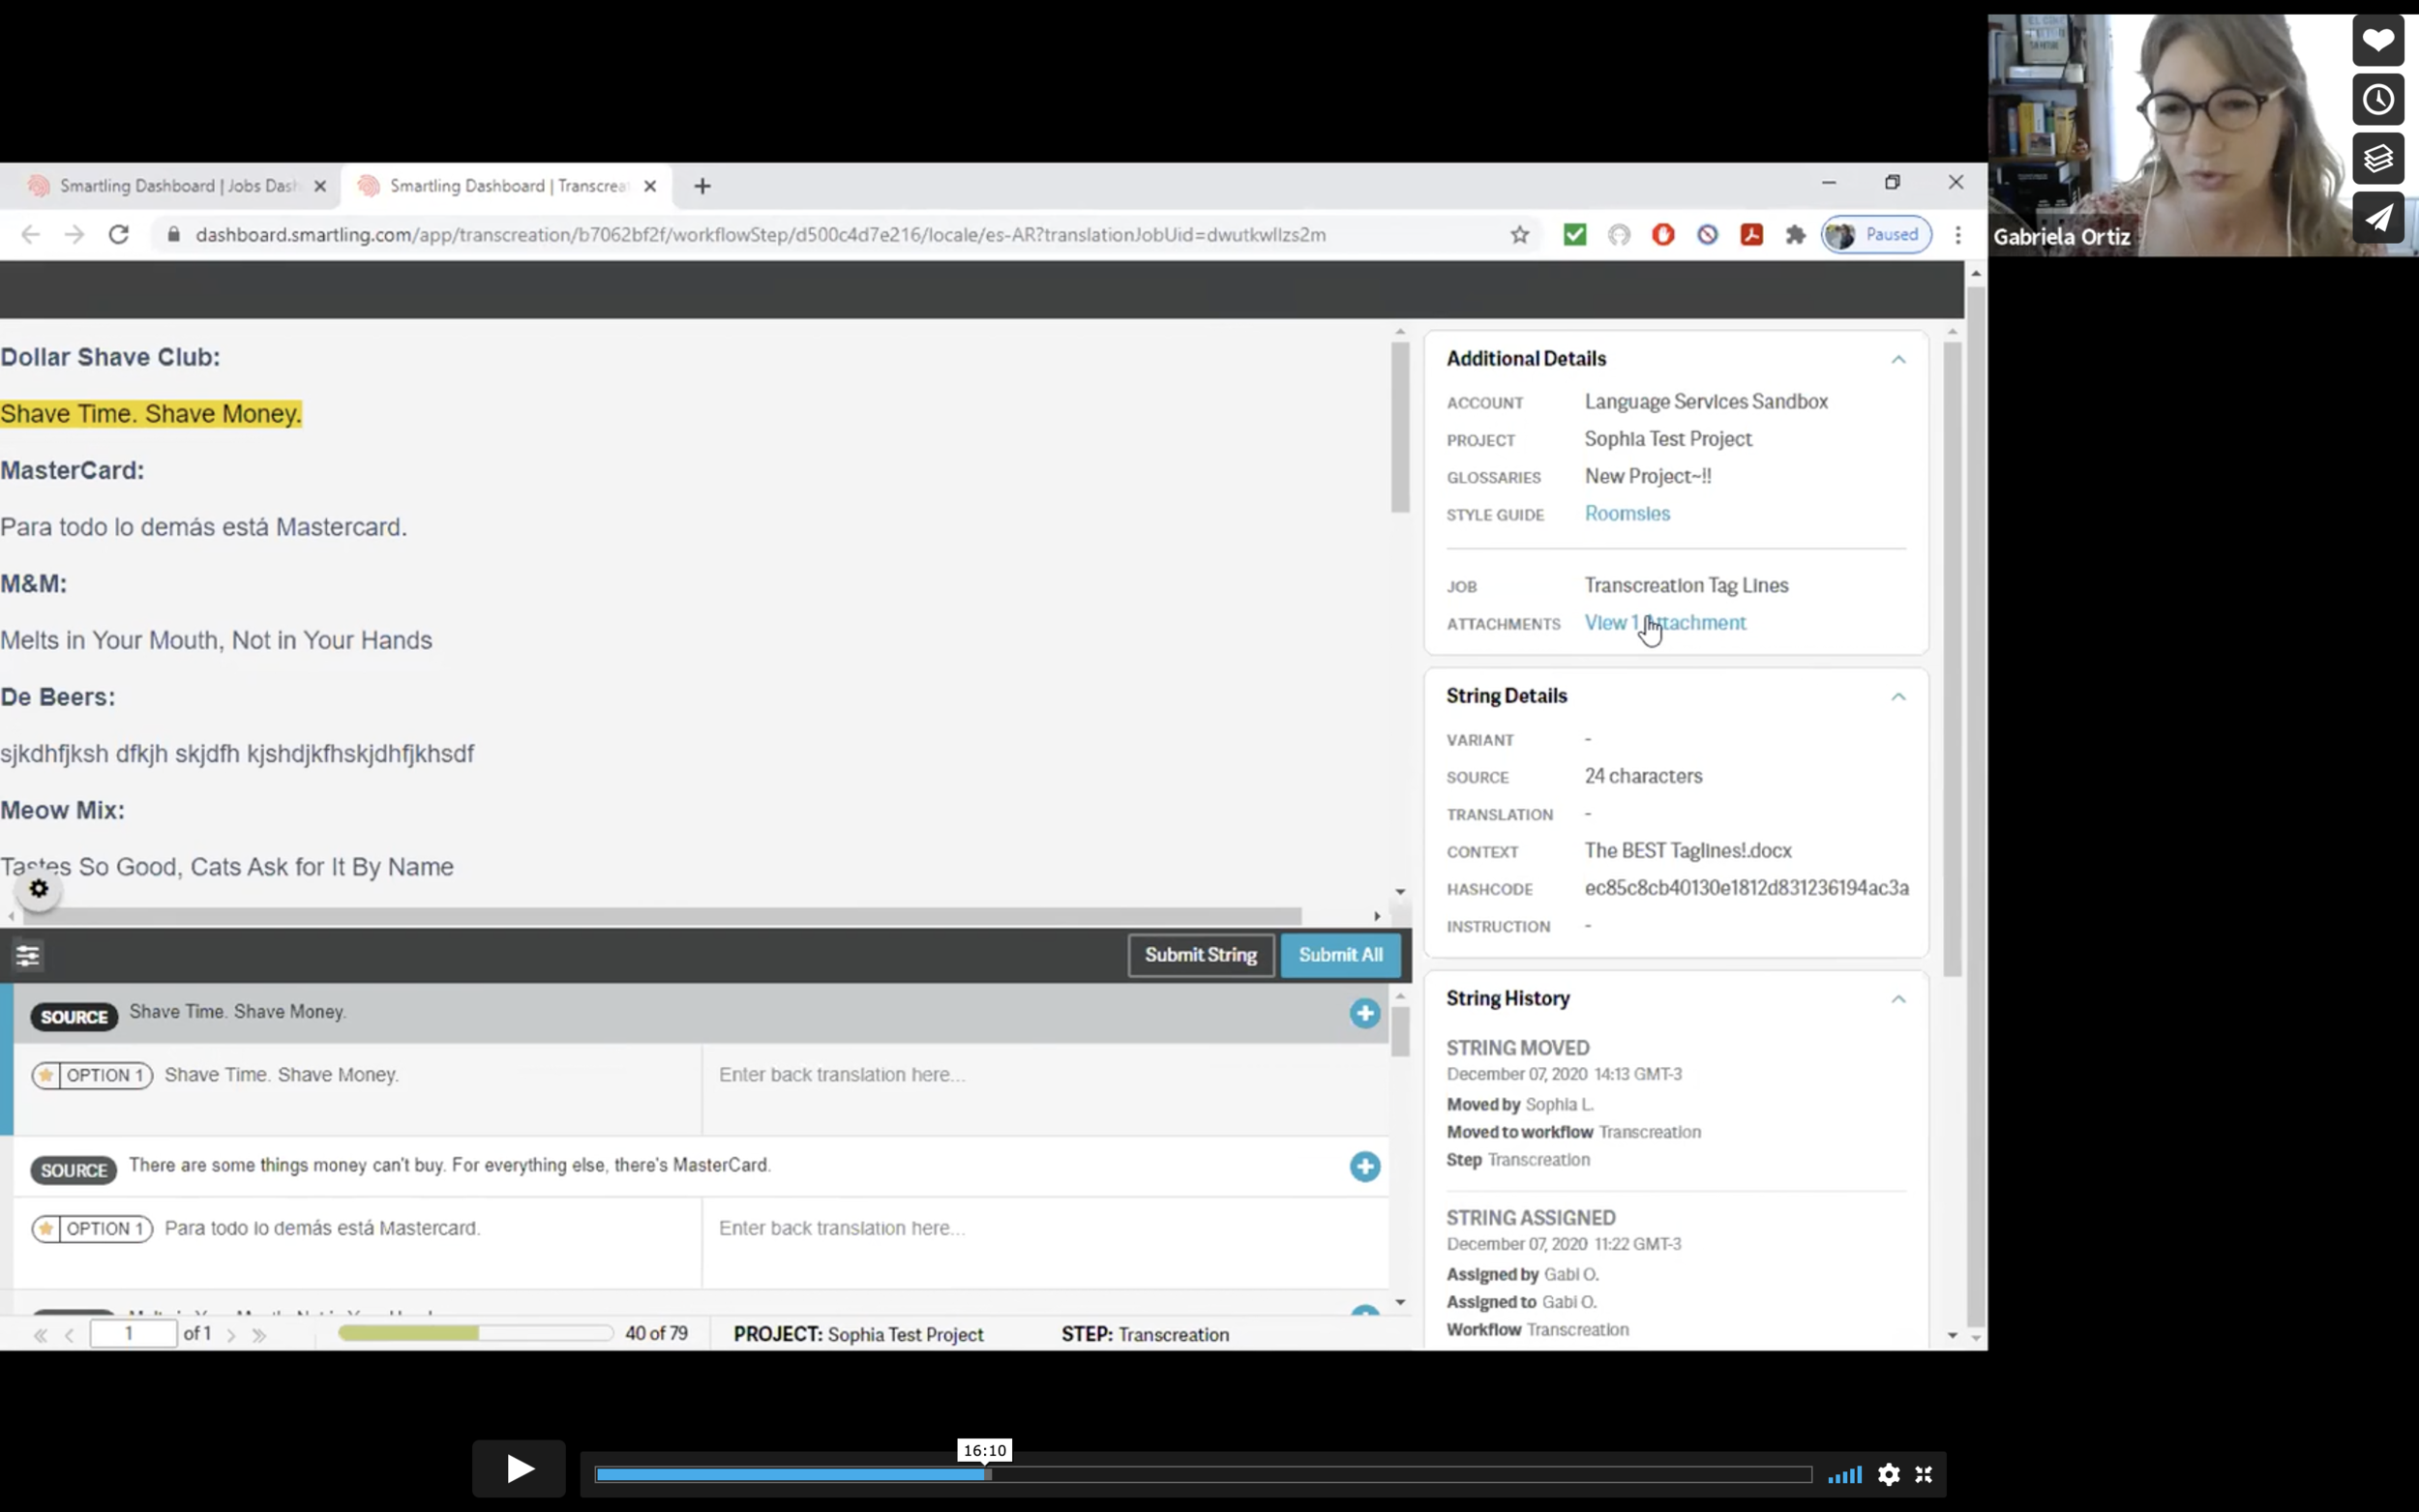 Smartling Dashboard | Jobs Dash
Smartling Dashboard | Transcrea
dashboard.smartling.com/app/transcreation/b7062bf2f/workflowStep/d500c4d7e216/locale/es-AR?translationJobUid=dwutkwllzs2m
Paused
Gabriela Ortiz
Dollar Shave Club:
Shave Time. Shave Money.
MasterCard:
Para todo lo demás está Mastercard.
M&M:
Melts in Your Mouth, Not in Your Hands
De Beers:
sjkdhfjksh dfkjh skjdfh kjshdjkfhskjdhfjkhsdf
Meow Mix:
Tastes So Good, Cats Ask for It By Name
Submit String
Submit All
SOURCE Shave Time. Shave Money.
OPTION 1 Shave Time. Shave Money.
Enter back translation here...
SOURCE There are some things money can't buy. For everything else, there's MasterCard.
OPTION 1 Para todo lo demás está Mastercard.
Enter back translation here...
1 of 1
40 of 79
PROJECT: Sophia Test Project
STEP: Transcreation
Additional Details
ACCOUNT Language Services Sandbox
PROJECT Sophia Test Project
GLOSSARIES New Project~!!
STYLE GUIDE Roomsies
JOB Transcreation Tag Lines
ATTACHMENTS View 1 Attachment
String Details
VARIANT -
SOURCE 24 characters
TRANSLATION -
CONTEXT The BEST Taglines!.docx
HASHCODE ec85c8cb40130e1812d831236194ac3a
INSTRUCTION -
String History
STRING MOVED
December 07, 2020 14:13 GMT-3
Moved by Sophia L.
Moved to workflow Transcreation
Step Transcreation
STRING ASSIGNED
December 07, 2020 11:22 GMT-3
Assigned by Gabi O.
Assigned to Gabi O.
Workflow Transcreation
16:10